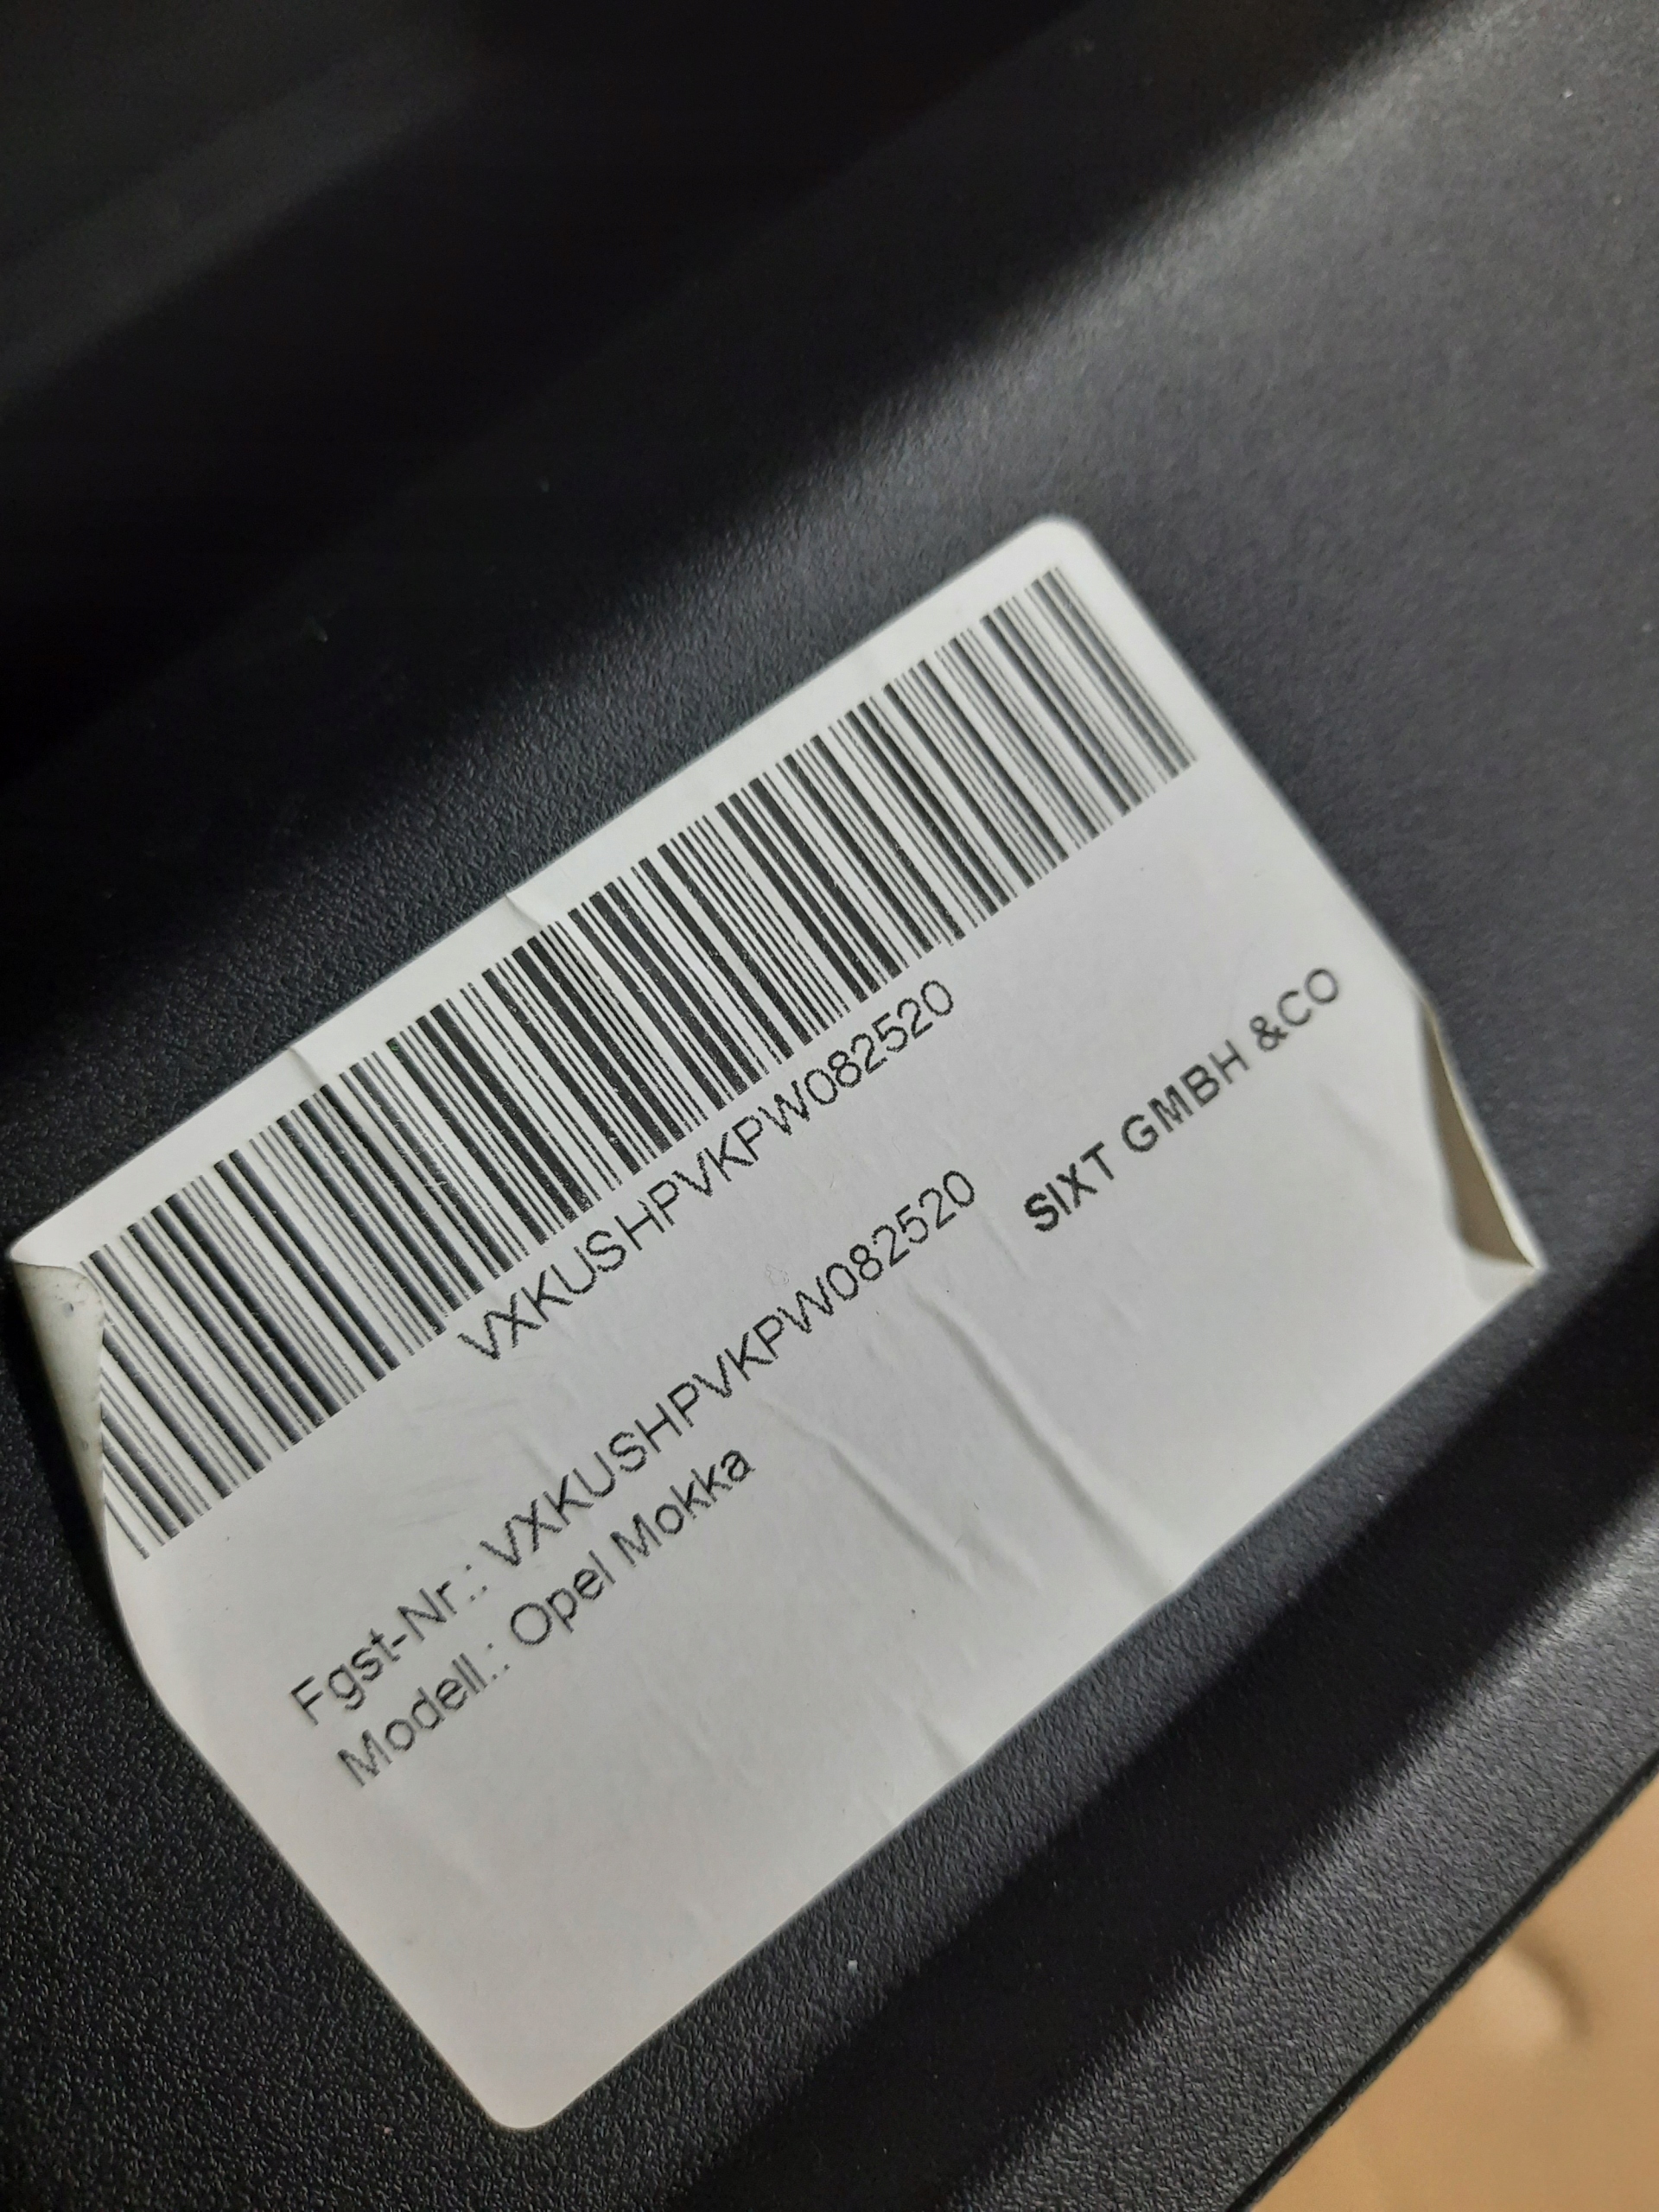 VXKUSHPVKPW082520
Fgst-Nr.: VXKUSHPVKPW082520
Modell.: Opel Mokka
SIXT GMBH &CO